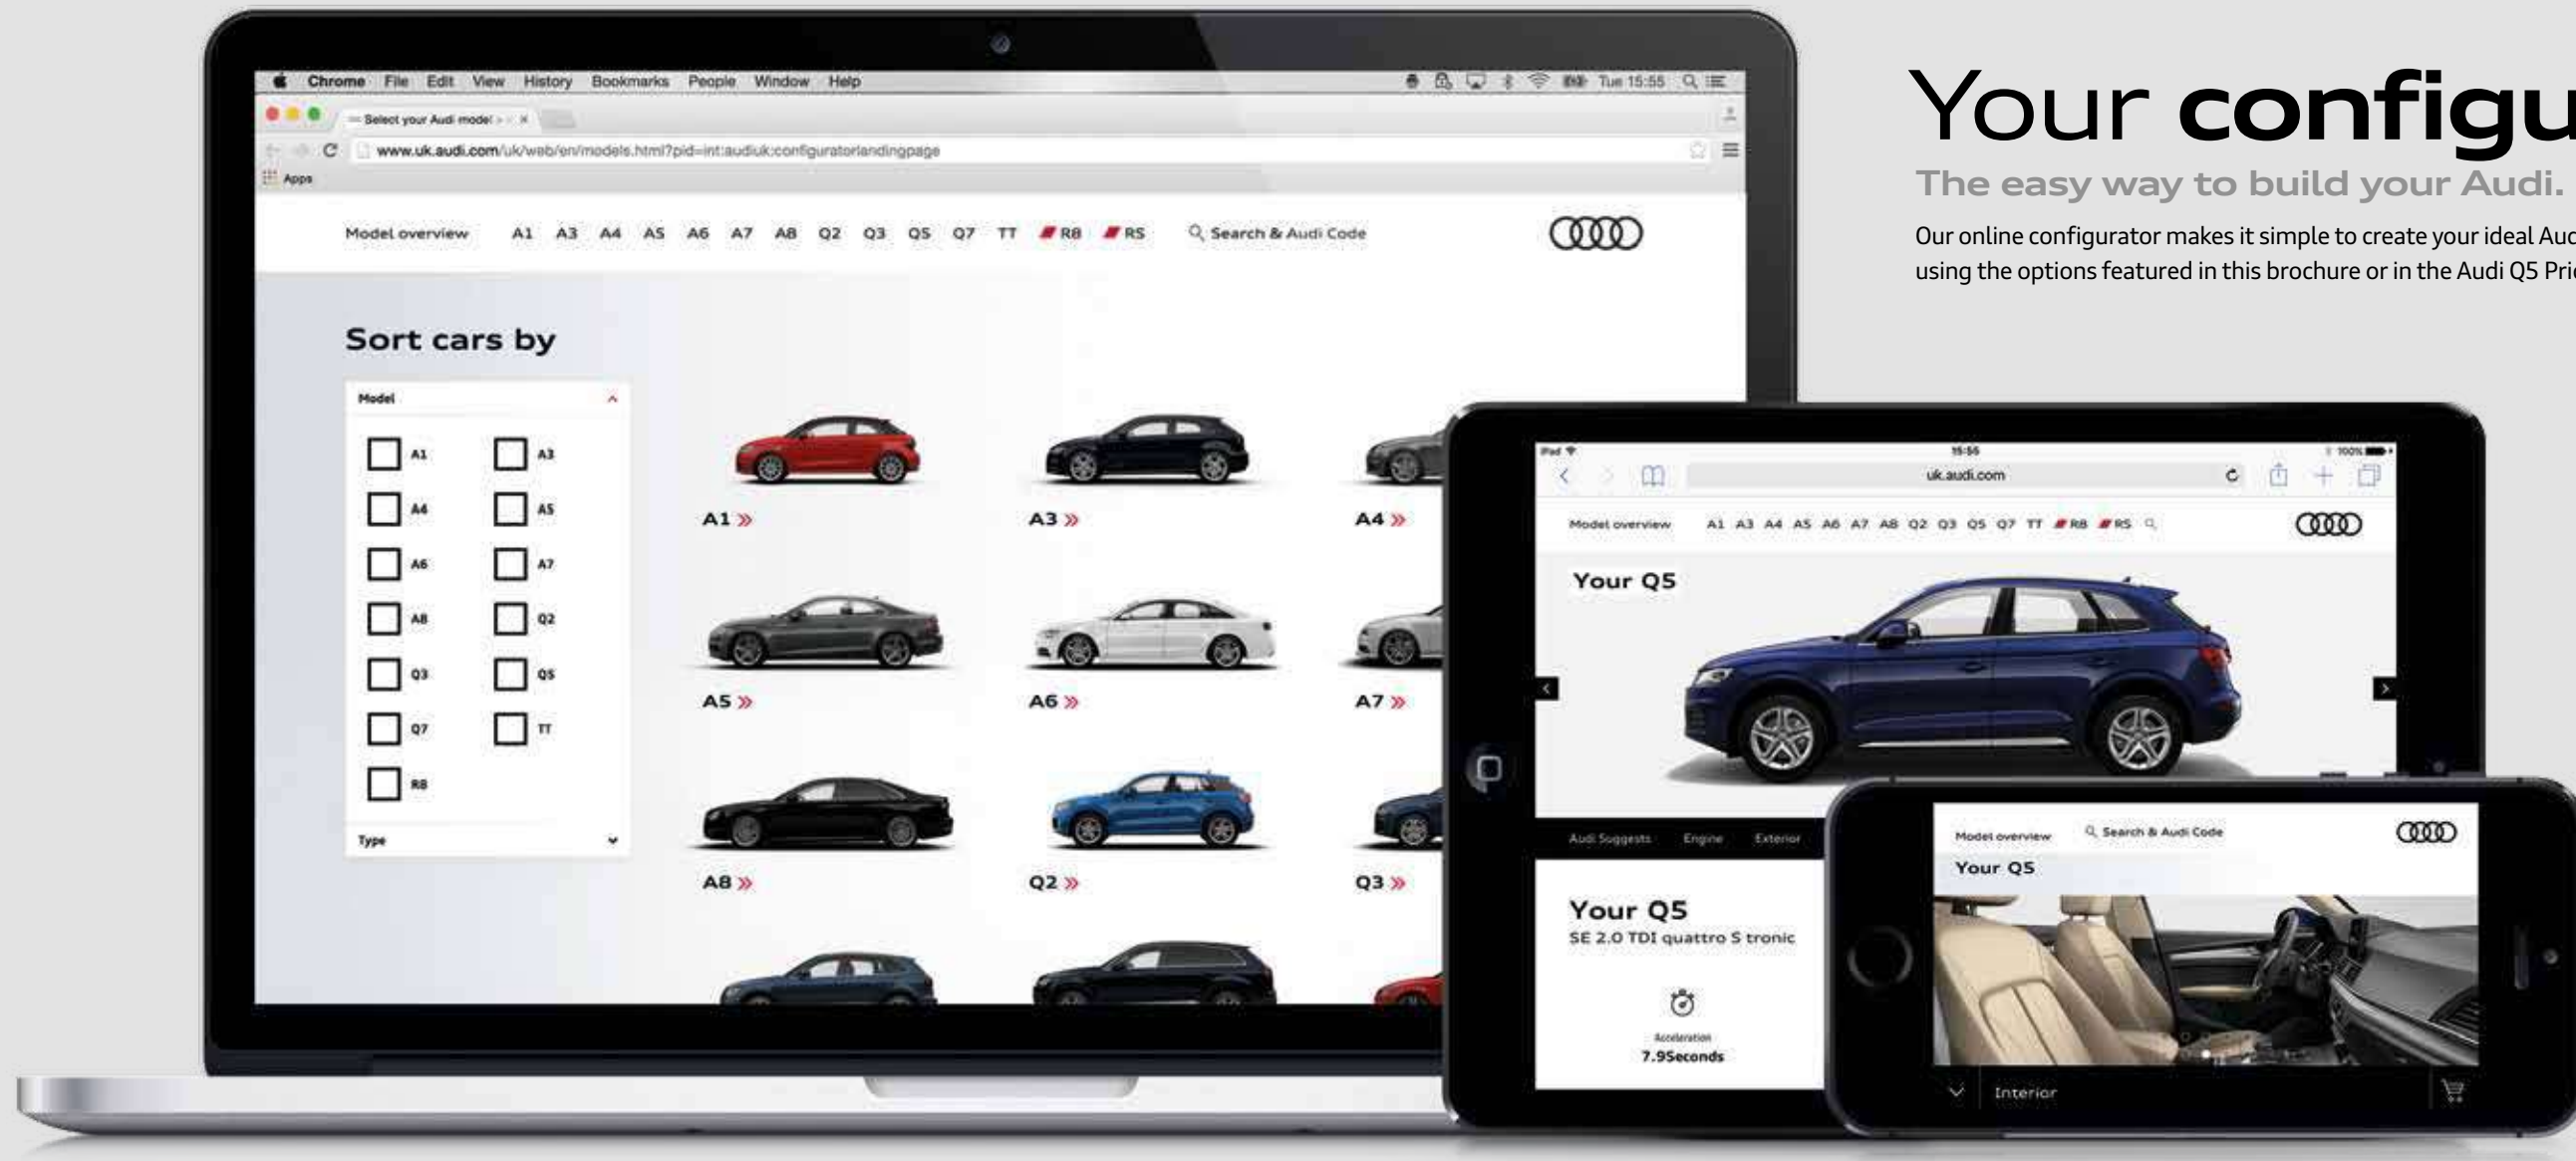 Chrome File Edit View History Bookmarks People Window Help Tue 15:55
Select your Audi model
www.uk.audi.com/uk/web/en/models.html?pid=int:audiuk:configuratorlandingpage
Apps
Model overview A1 A3 A4 A5 A6 A7 A8 Q2 Q3 Q5 Q7 TT R8 RS Search & Audi Code
Sort cars by
Model
A1 A3
A4 A5
A6 A7
A8 Q2
Q3 Q5
Q7 TT
R8
Type
A1 »
A3 »
A4 »
A5 »
A6 »
A7 »
A8 »
Q2 »
Q3 »
Your configu
The easy way to build your Audi.
Our online configurator makes it simple to create your ideal Aud
using the options featured in this brochure or in the Audi Q5 Pri
iPad 15:55 100%
uk.audi.com
Model overview A1 A3 A4 A5 A6 A7 A8 Q2 Q3 Q5 Q7 TT R8 RS
Your Q5
Audi Suggests Engine Exterior
Your Q5
SE 2.0 TDI quattro S tronic
Acceleration
7.9Seconds
Model overview Search & Audi Code
Your Q5
Interior